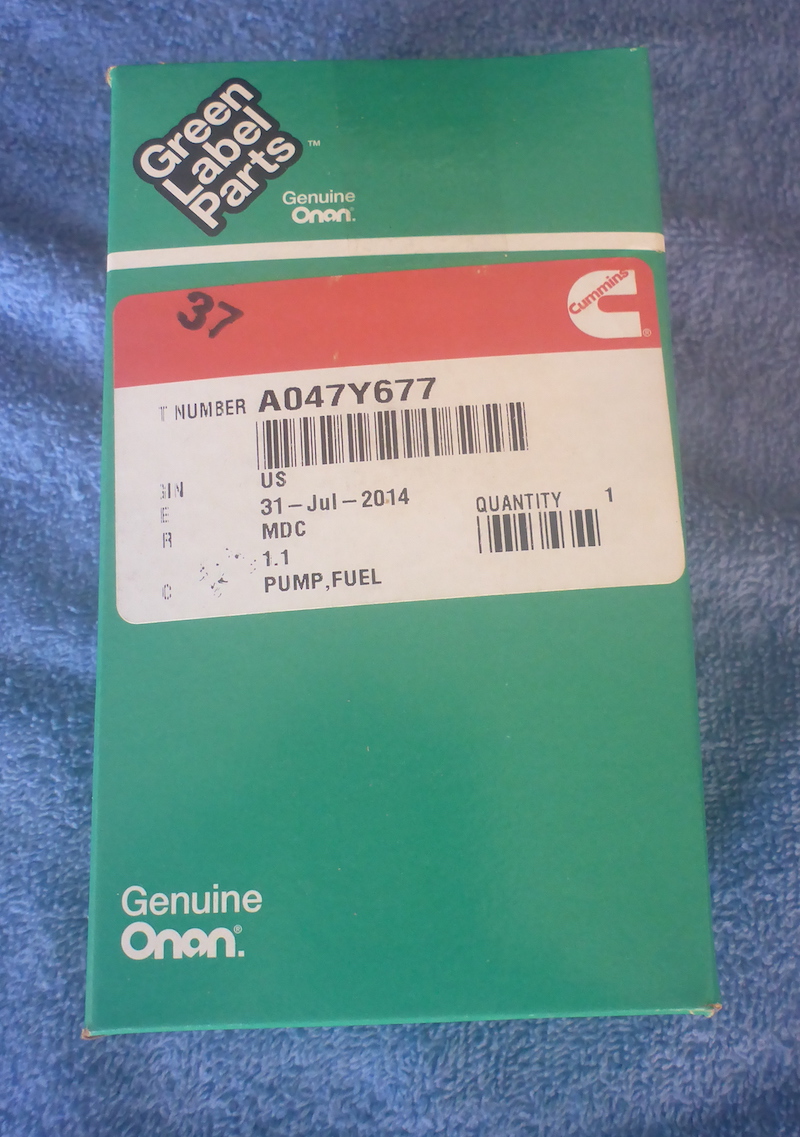 Green
Label
Parts™
Genuine
Onan®
37
Cummins®
T NUMBER A047Y677
US
31-Jul-2014
QUANTITY 1
MDC
1.1
PUMP,FUEL
Genuine
Onan®